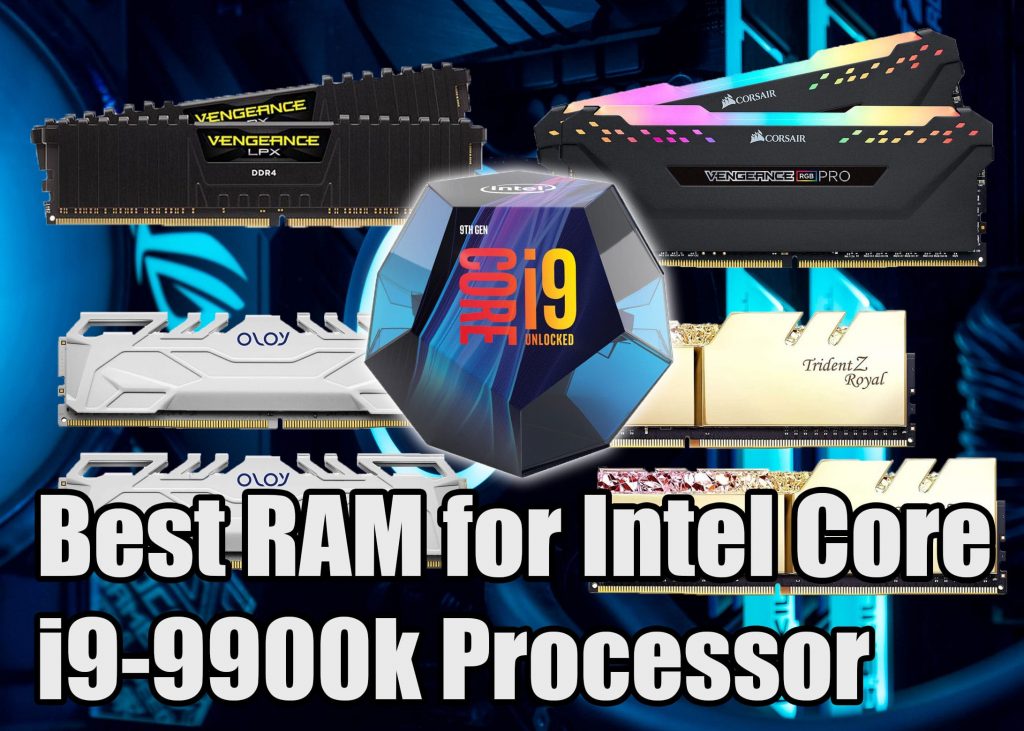 VENGEANCE
VENGEANCE
LPX
DDR4
CORSAIR
CORSAIR
VENGEANCE RGB PRO
intel
9TH GEN
CORE i9
UNLOCKED
OLOY
Trident Z
Royal
OLOY
Best RAM for Intel Core
i9-9900k Processor